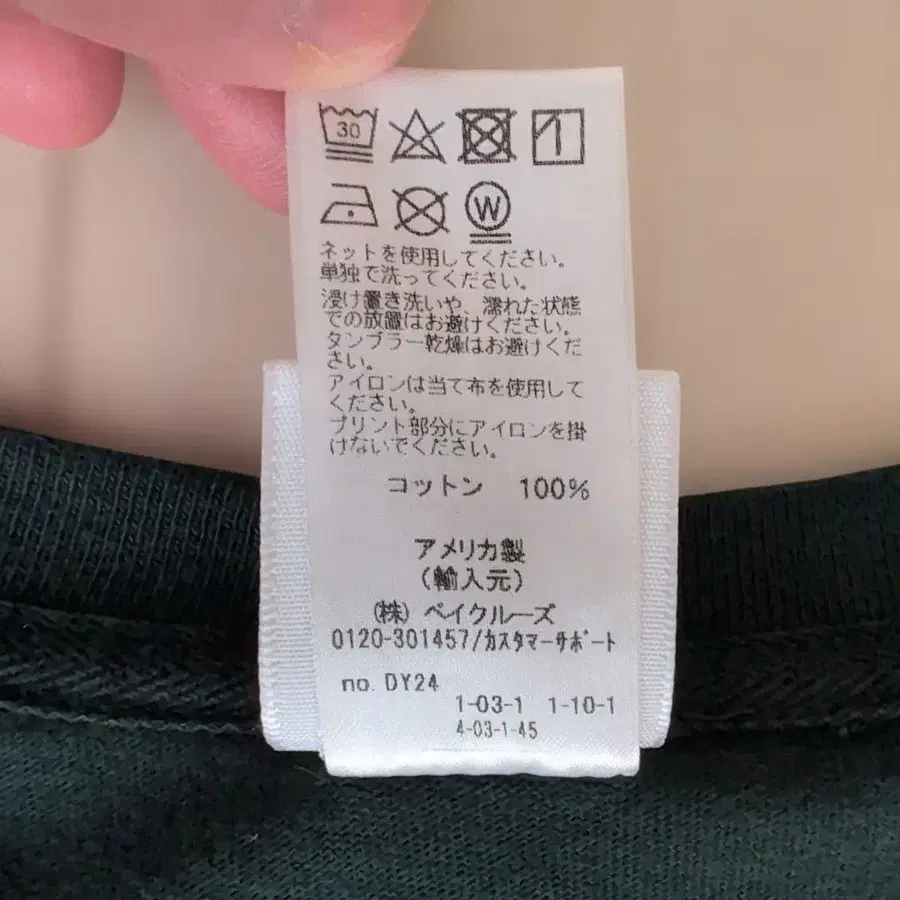 30
W
ネットを使用してください。
単独で洗ってください。
浸け置き洗いや、濡れた状態
での放置はお避けください。
タンブラー乾燥はお避けくだ
さい。
アイロンは当て布を使用して
ください。
プリント部分にアイロンを掛
けないでください。
コットン 100%
アメリカ製
(輸入元)
(株) ベイクルーズ
0120-301457/カスタマーサポート
no. DY24
1-03-1 1-10-1
4-03-1-45